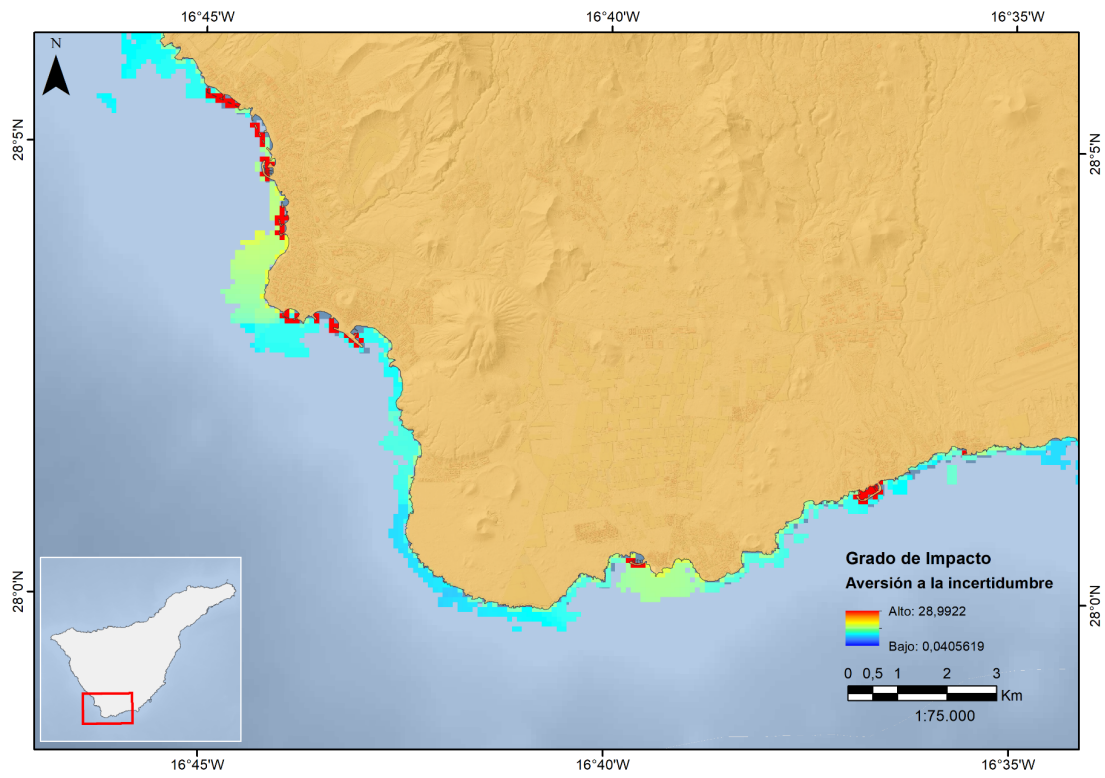 16°45'W 16°40'W 16°35'W
N
28°5'N 28°5'N
28°0'N 28°0'N
Grado de Impacto
Aversión a la incertidumbre
Alto: 28,9922
Bajo: 0,0405619
0 0,5 1 2 3
Km
1:75.000
16°45'W 16°40'W 16°35'W